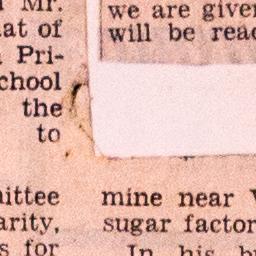 Mr.
we are given
at of
will be read
Pri-
chool
the
to
ittee
mine near
arity,
sugar factor
s for
In his